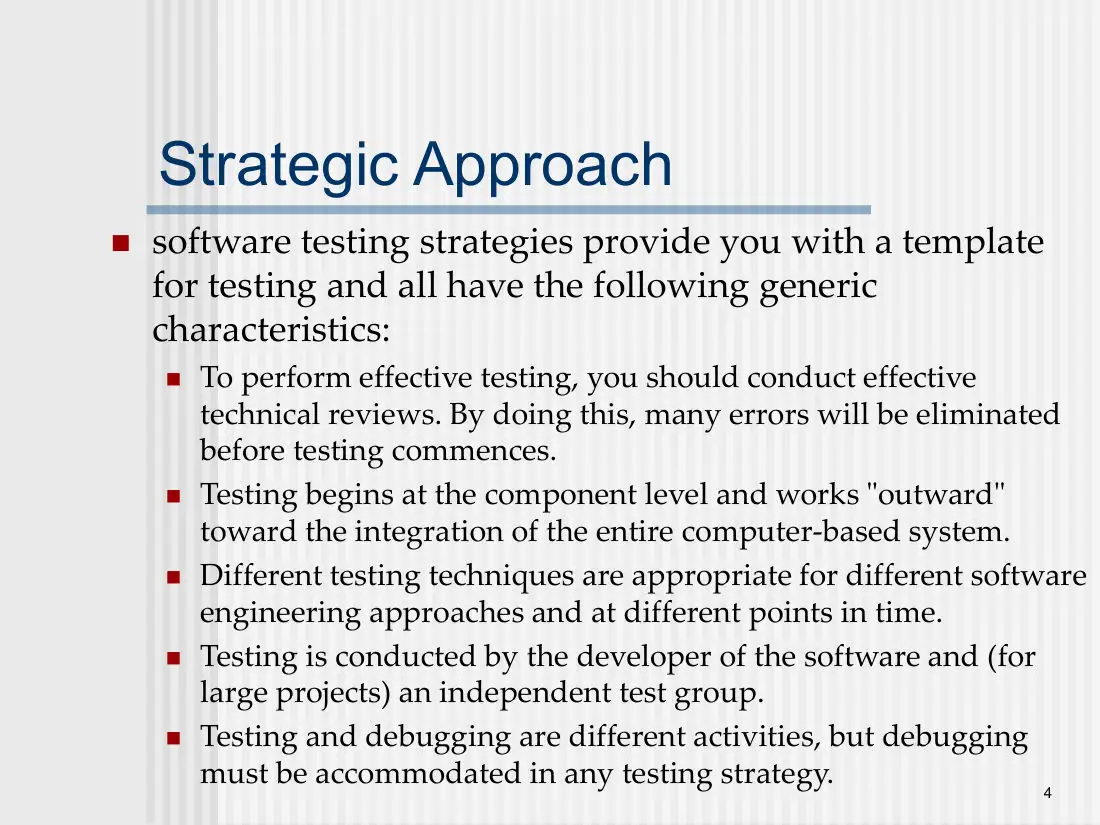 Strategic Approach
software testing strategies provide you with a template
for testing and all have the following generic
characteristics:
To perform effective testing, you should conduct effective
technical reviews. By doing this, many errors will be eliminated
before testing commences.
Testing begins at the component level and works "outward"
toward the integration of the entire computer-based system.
Different testing techniques are appropriate for different software
engineering approaches and at different points in time.
Testing is conducted by the developer of the software and (for
large projects) an independent test group.
Testing and debugging are different activities, but debugging
must be accommodated in any testing strategy.
4